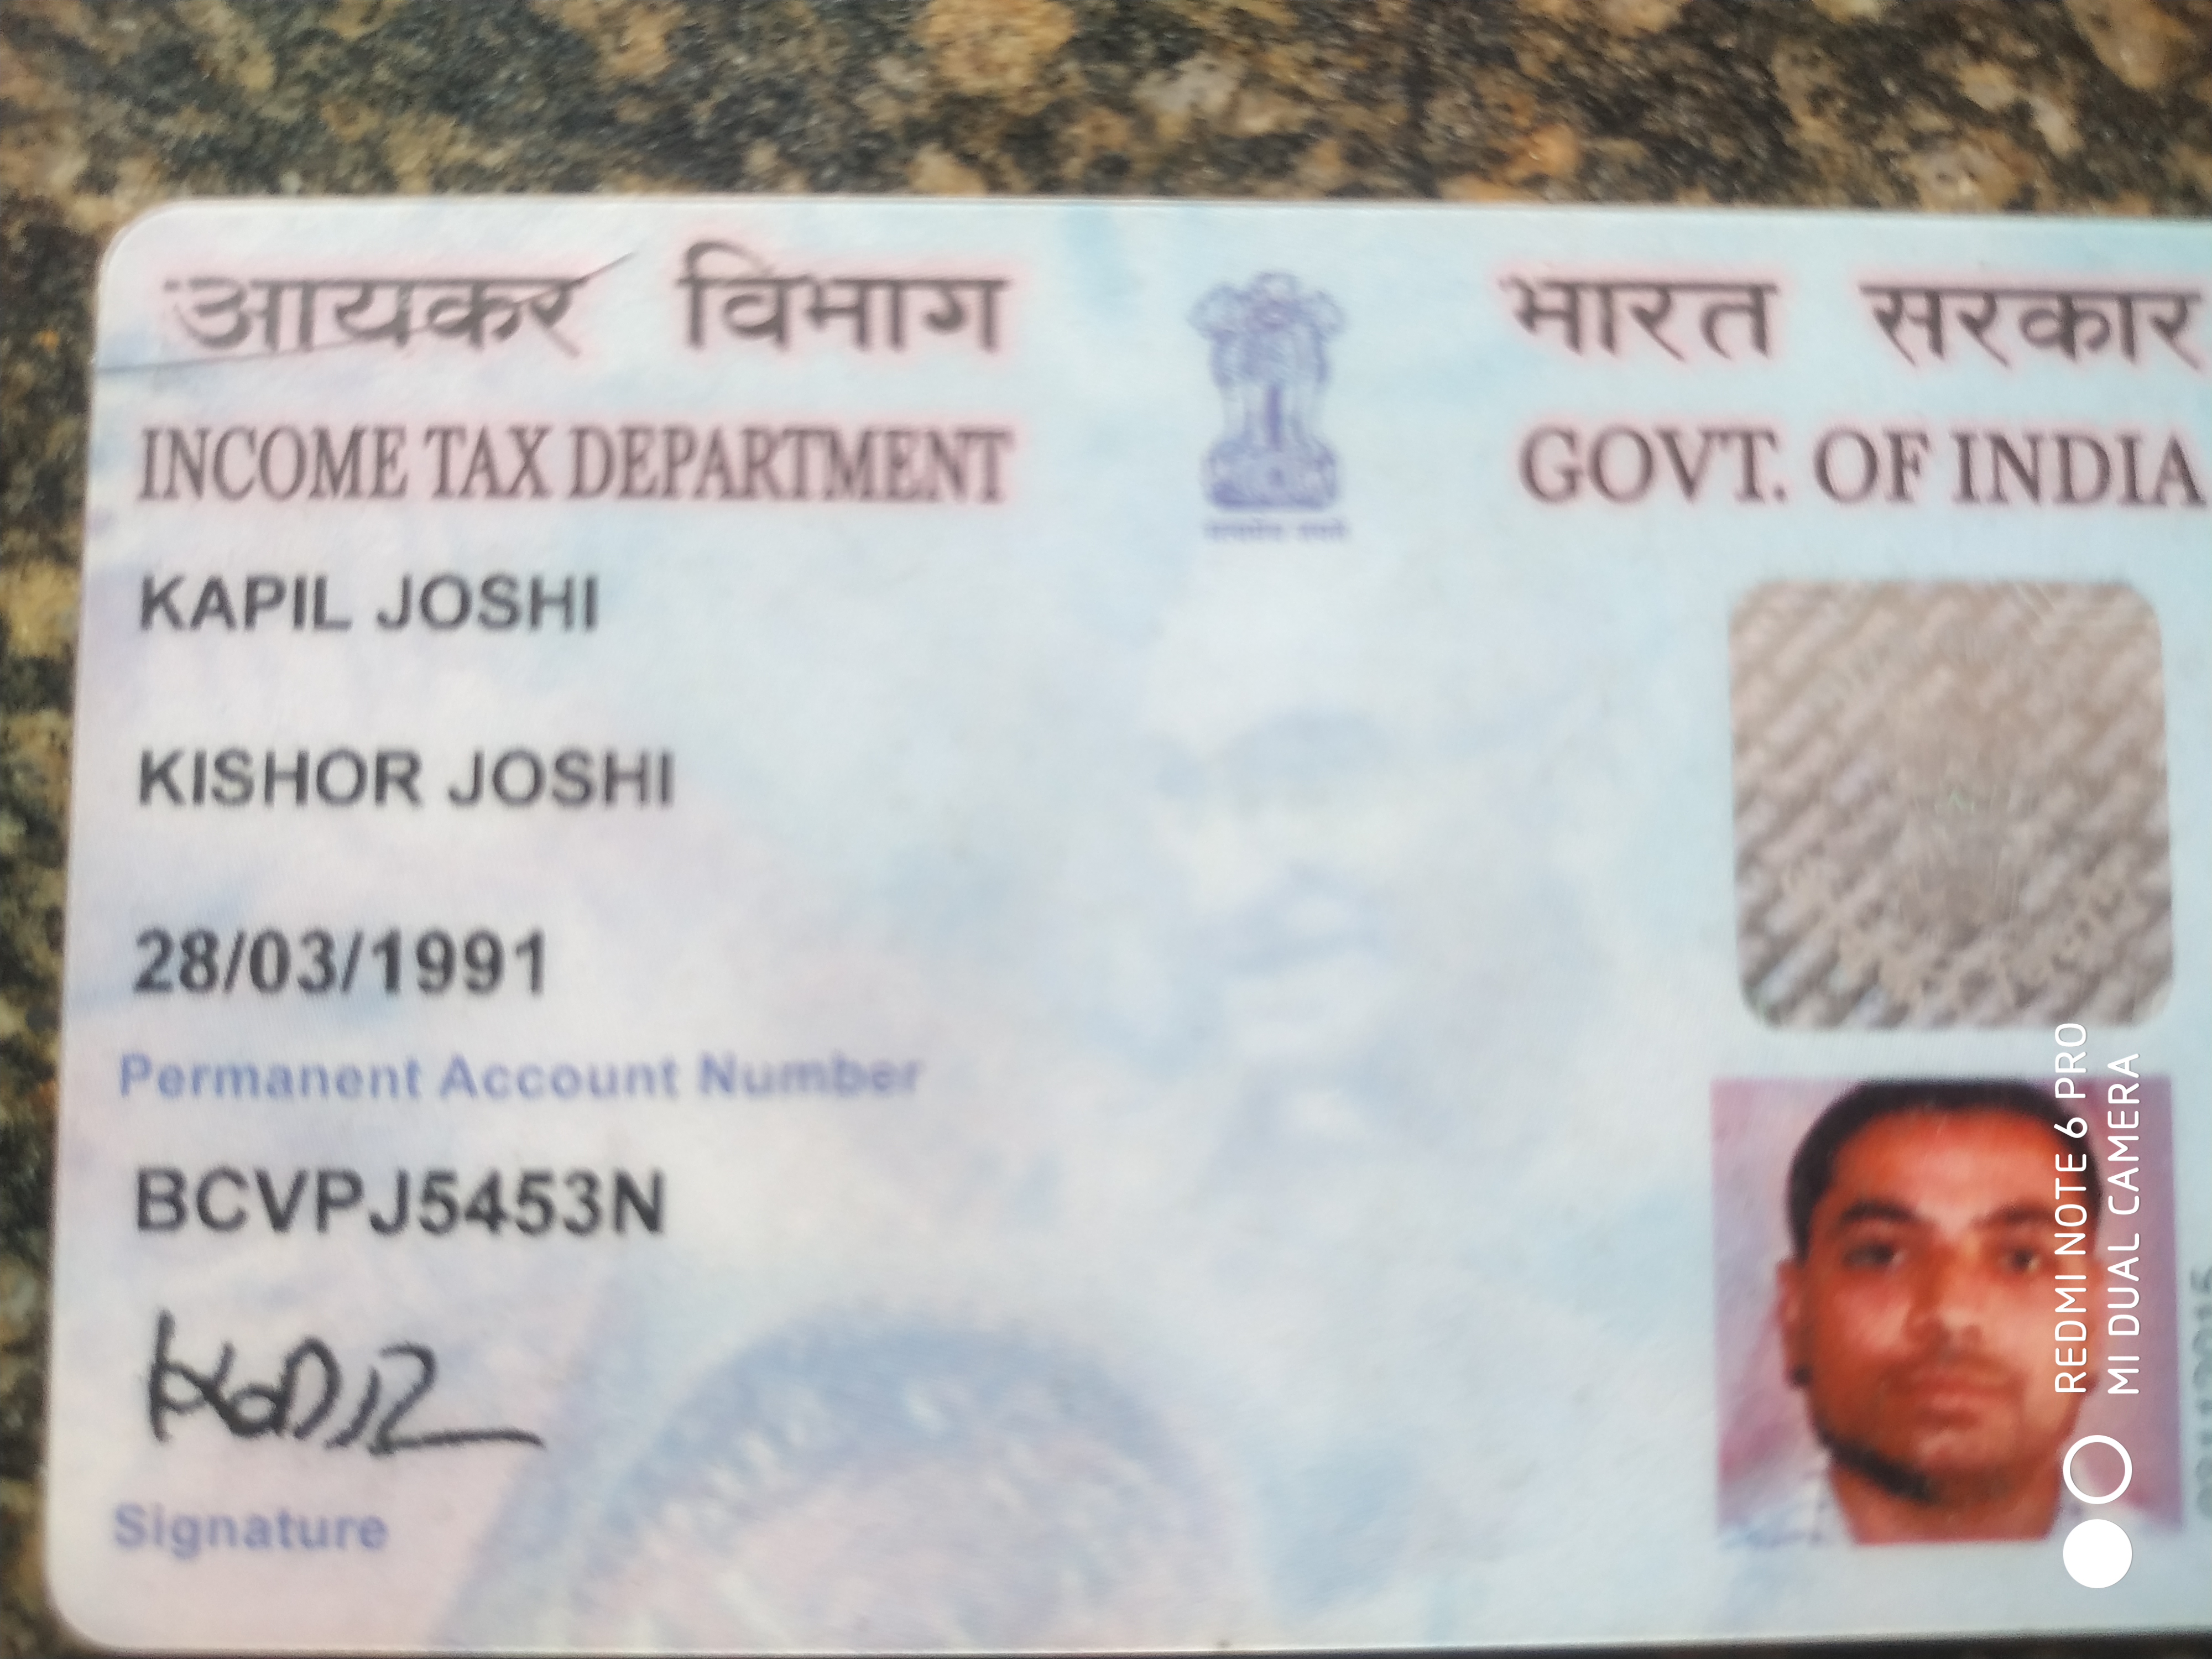 आयकर विभाग
INCOME TAX DEPARTMENT
भारत सरकार
GOVT. OF INDIA
KAPIL JOSHI
KISHOR JOSHI
28/03/1991
Permanent Account Number
BCVPJ5453N
Signature
REDMI NOTE 6 PRO
MI DUAL CAMERA